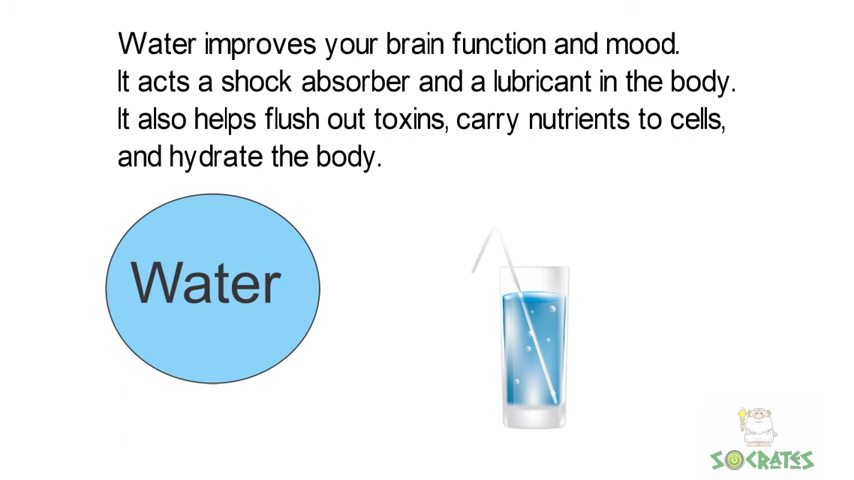 Water improves your brain function and mood.
It acts a shock absorber and a lubricant in the body.
It also helps flush out toxins, carry nutrients to cells,
and hydrate the body.
Water
SOCRATES